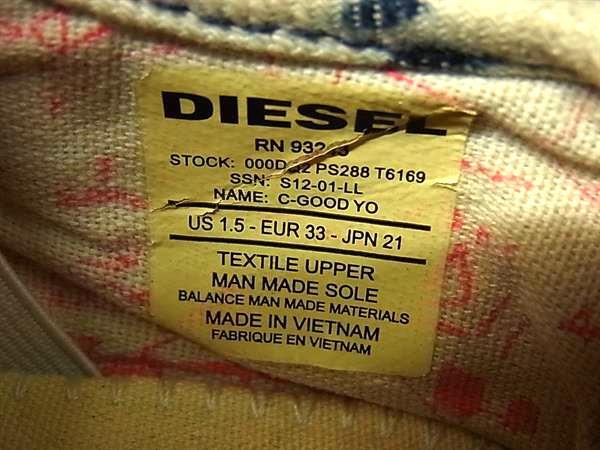 DIESEL
RN
STOCK: PS288 T6169
SSN: S12-01-LL
NAME: C-GOOD YO
US 1.5 - EUR 33 - JPN 21
TEXTILE UPPER
MAN MADE SOLE
BALANCE MAN MADE MATERIALS
MADE IN VIETNAM
FABRIQUE EN VIETNAM